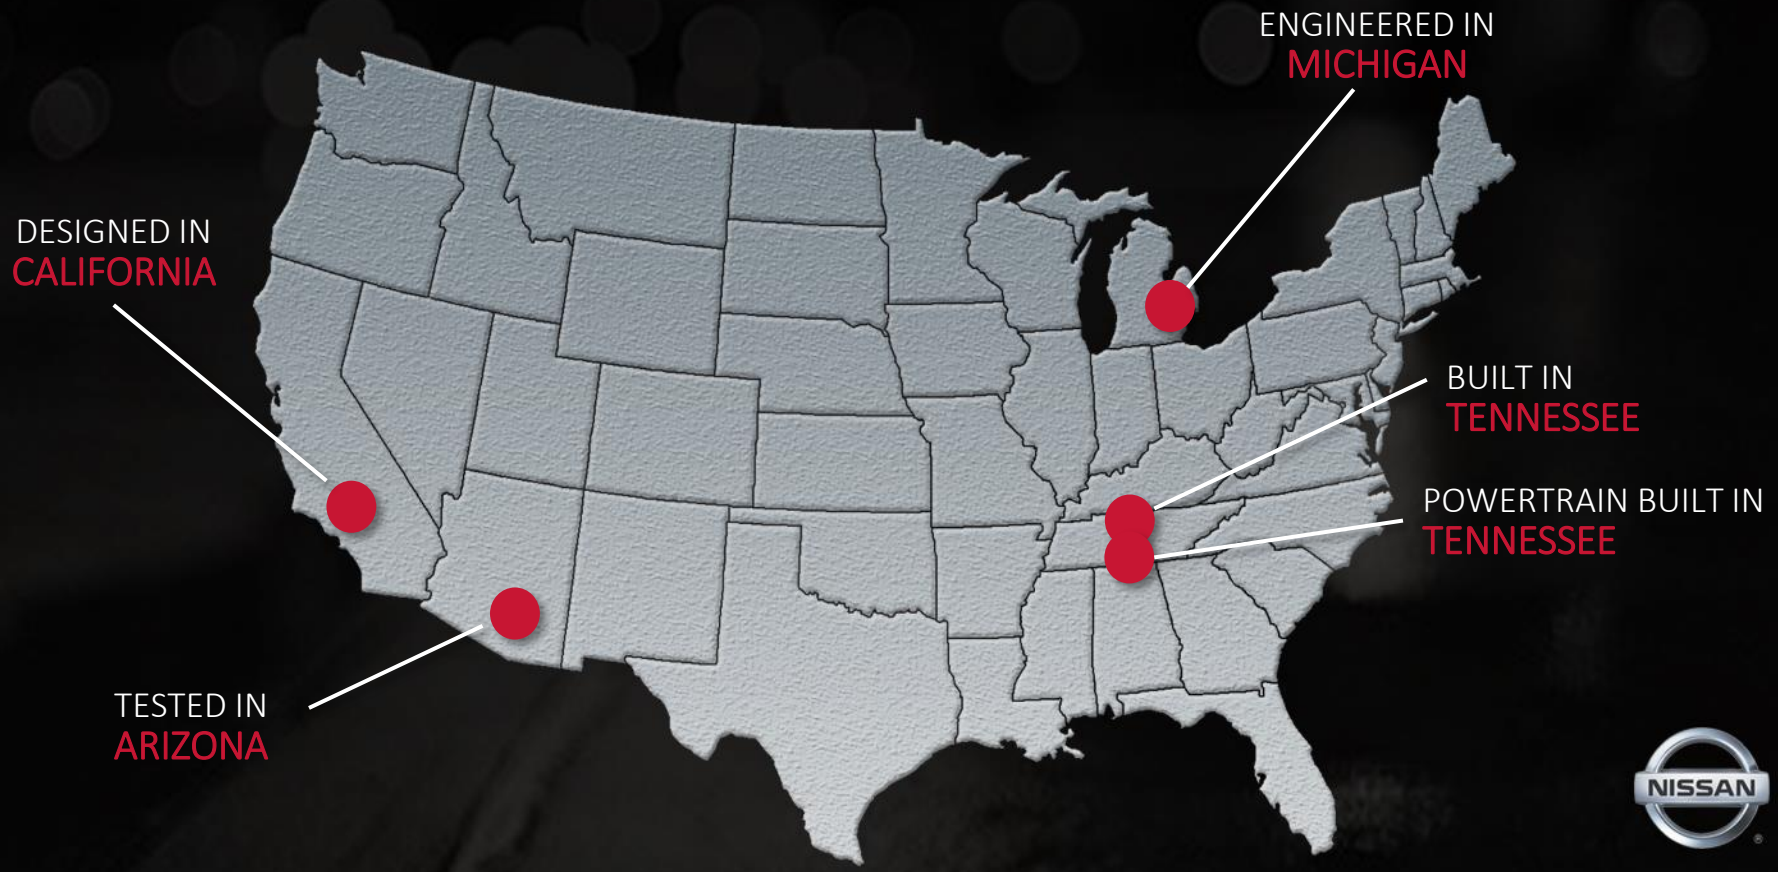 ENGINEERED IN
MICHIGAN
DESIGNED IN
CALIFORNIA
BUILT IN
TENNESSEE
POWERTRAIN BUILT IN
TENNESSEE
TESTED IN
ARIZONA
NISSAN
®